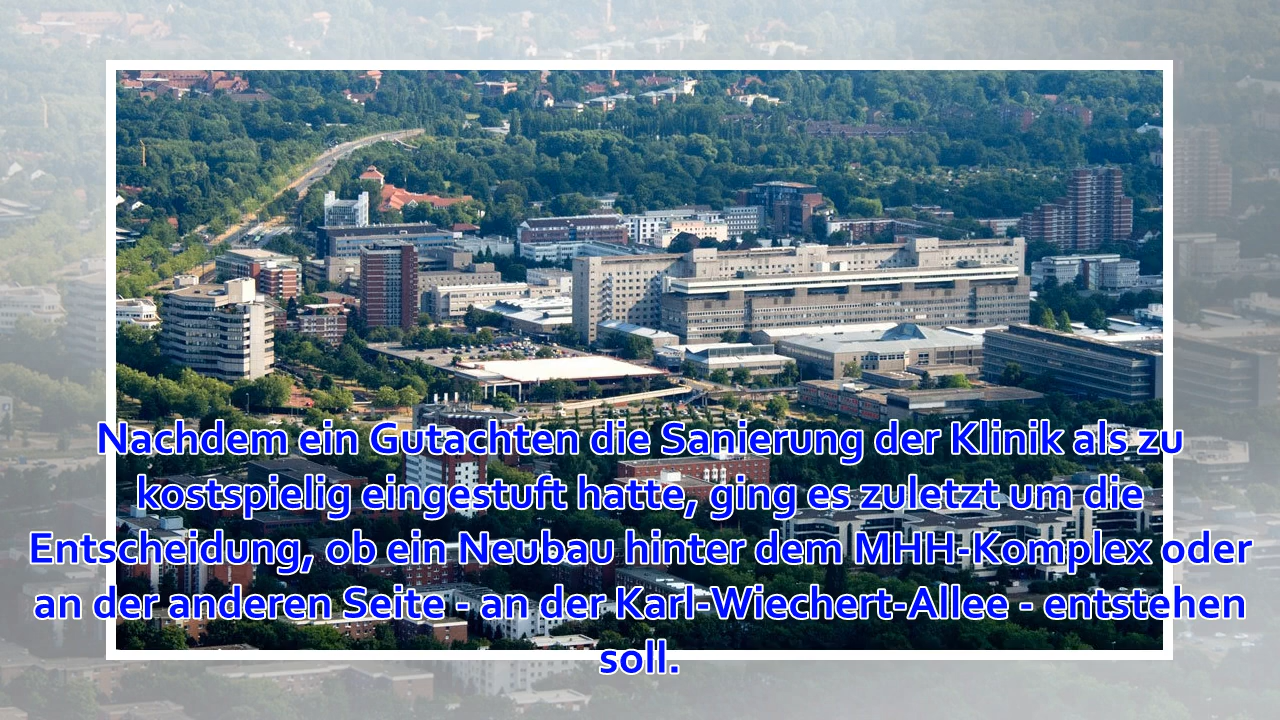 Nachdem ein Gutachten die Sanierung der Klinik als zu
kostspielig eingestuft hatte, ging es zuletzt um die
Entscheidung, ob ein Neubau hinter dem MHH-Komplex oder
an der anderen Seite - an der Karl-Wiechert-Allee - entstehen
soll.